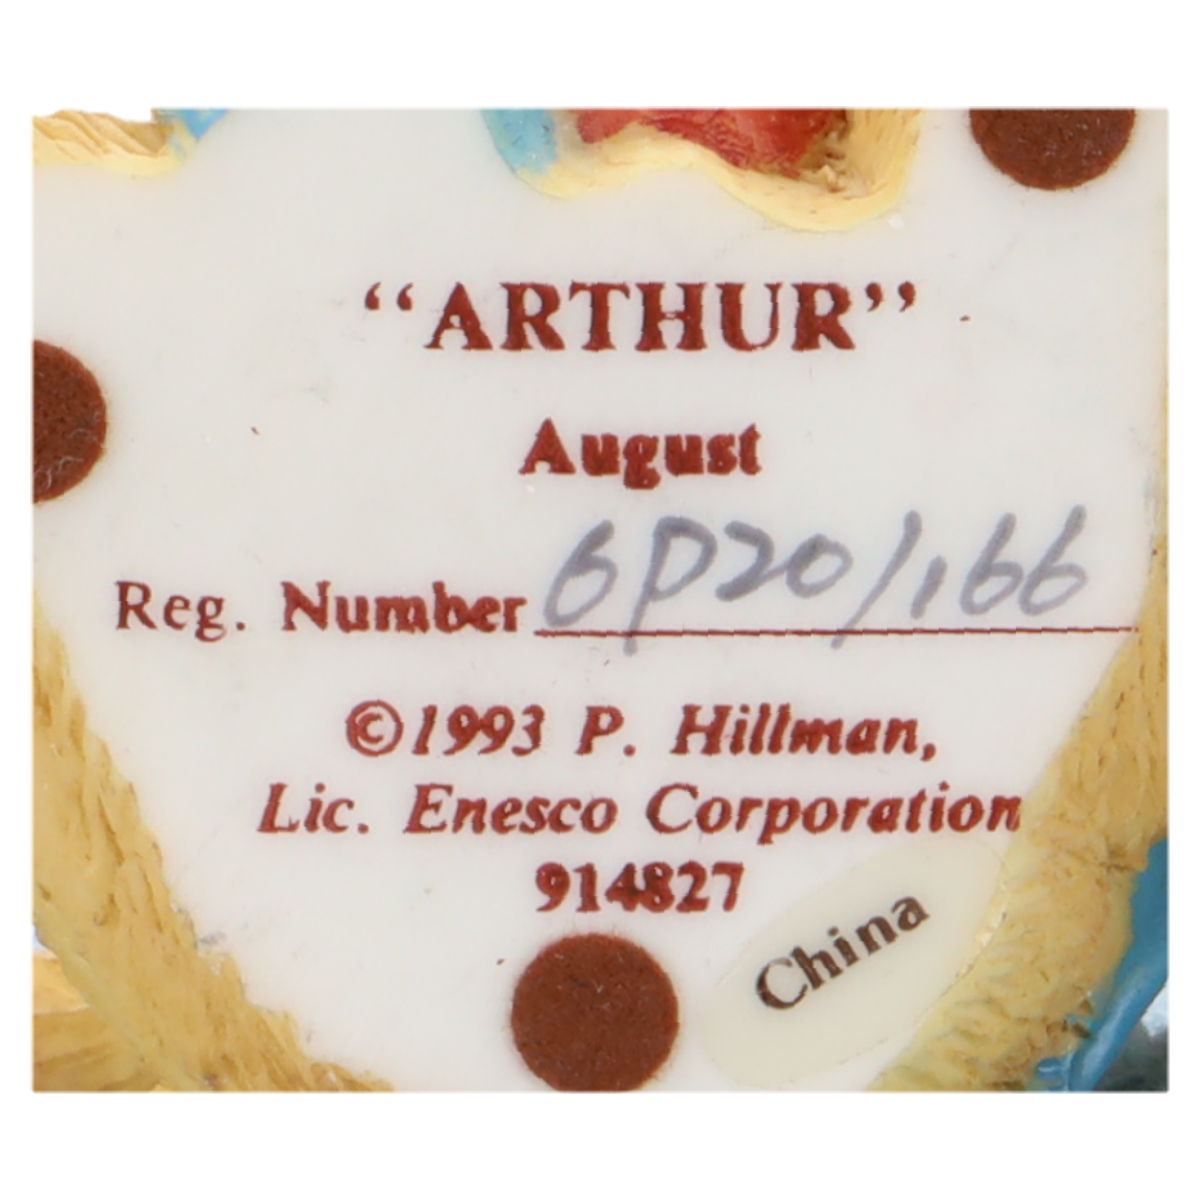 “ARTHUR”
August
Reg. Number 6P20/166
©1993 P. Hillman,
Lic. Enesco Corporation
914827
China